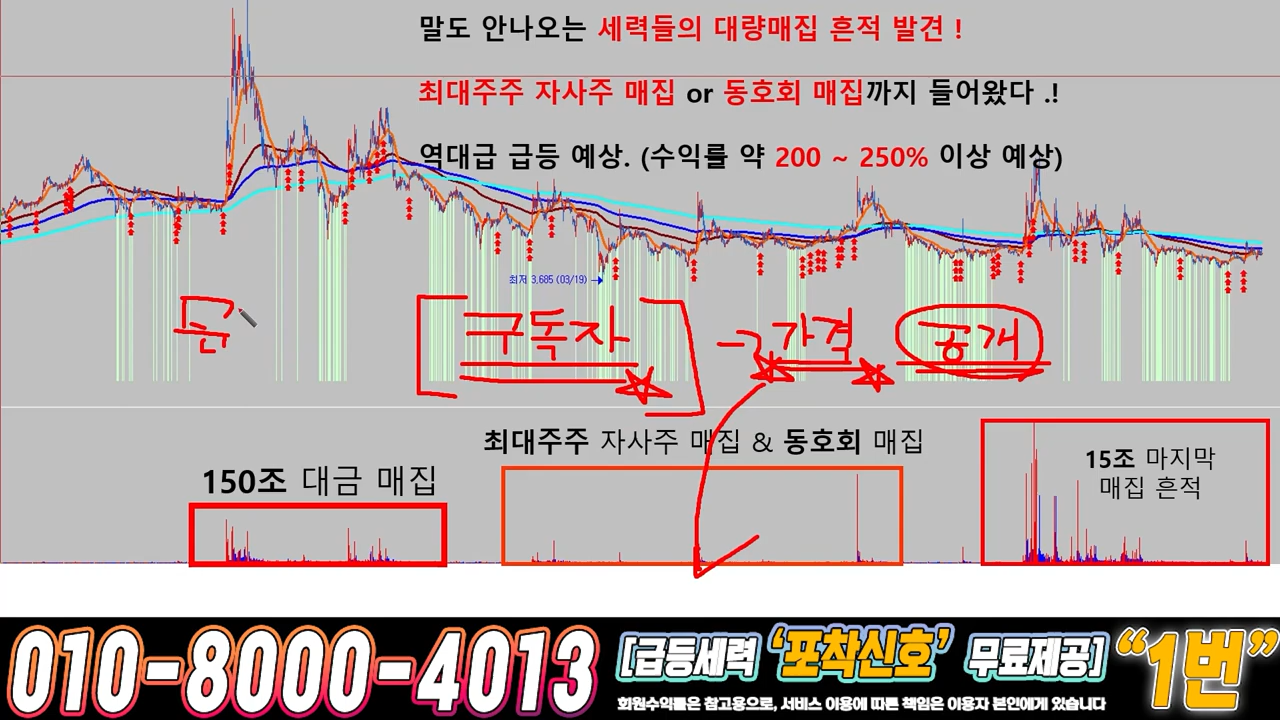 말도 안나오는 세력들의 대량매집 흔적 발견 !
최대주주 자사주 매집 or 동호회 매집까지 들어왔다 .!
역대급 급등 예상. (수익률 약 200 ~ 250% 이상 예상)
최저 3,685 (03/19)
구독자 → 가격 공개
최대주주 자사주 매집 & 동호회 매집
150조 대금 매집
15조 마지막
매집 흔적
010-8000-4013
[급등세력 '포착신호' 무료제공] "1번"
회원수익률은 참고용으로, 서비스 이용에 따른 책임은 이용자 본인에게 있습니다